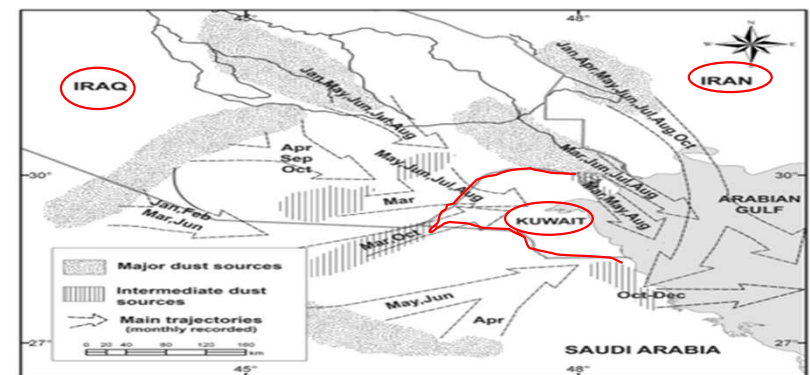 45°
48°
N
W
E
S
IRAQ
IRAN
Jan,Apr,May,Jun,Jul,Aug,Oct
Jan,May,Jun,Jul,Aug
Apr
Sep
Oct
May,Jun,Jul,Aug
Mar,Jun,Jul,Aug
30°
30°
Mar,May,Aug
Jan,Feb
Mar,Jun
Mar
ARABIAN
GULF
KUWAIT
Mar,Oct
Major dust sources
Intermediate dust
sources
Main trajectories
(monthly recorded)
0 20 40 80 120 160
km
May,Jun
Apr
Oct-Dec
27°
27°
SAUDI ARABIA
45°
48°